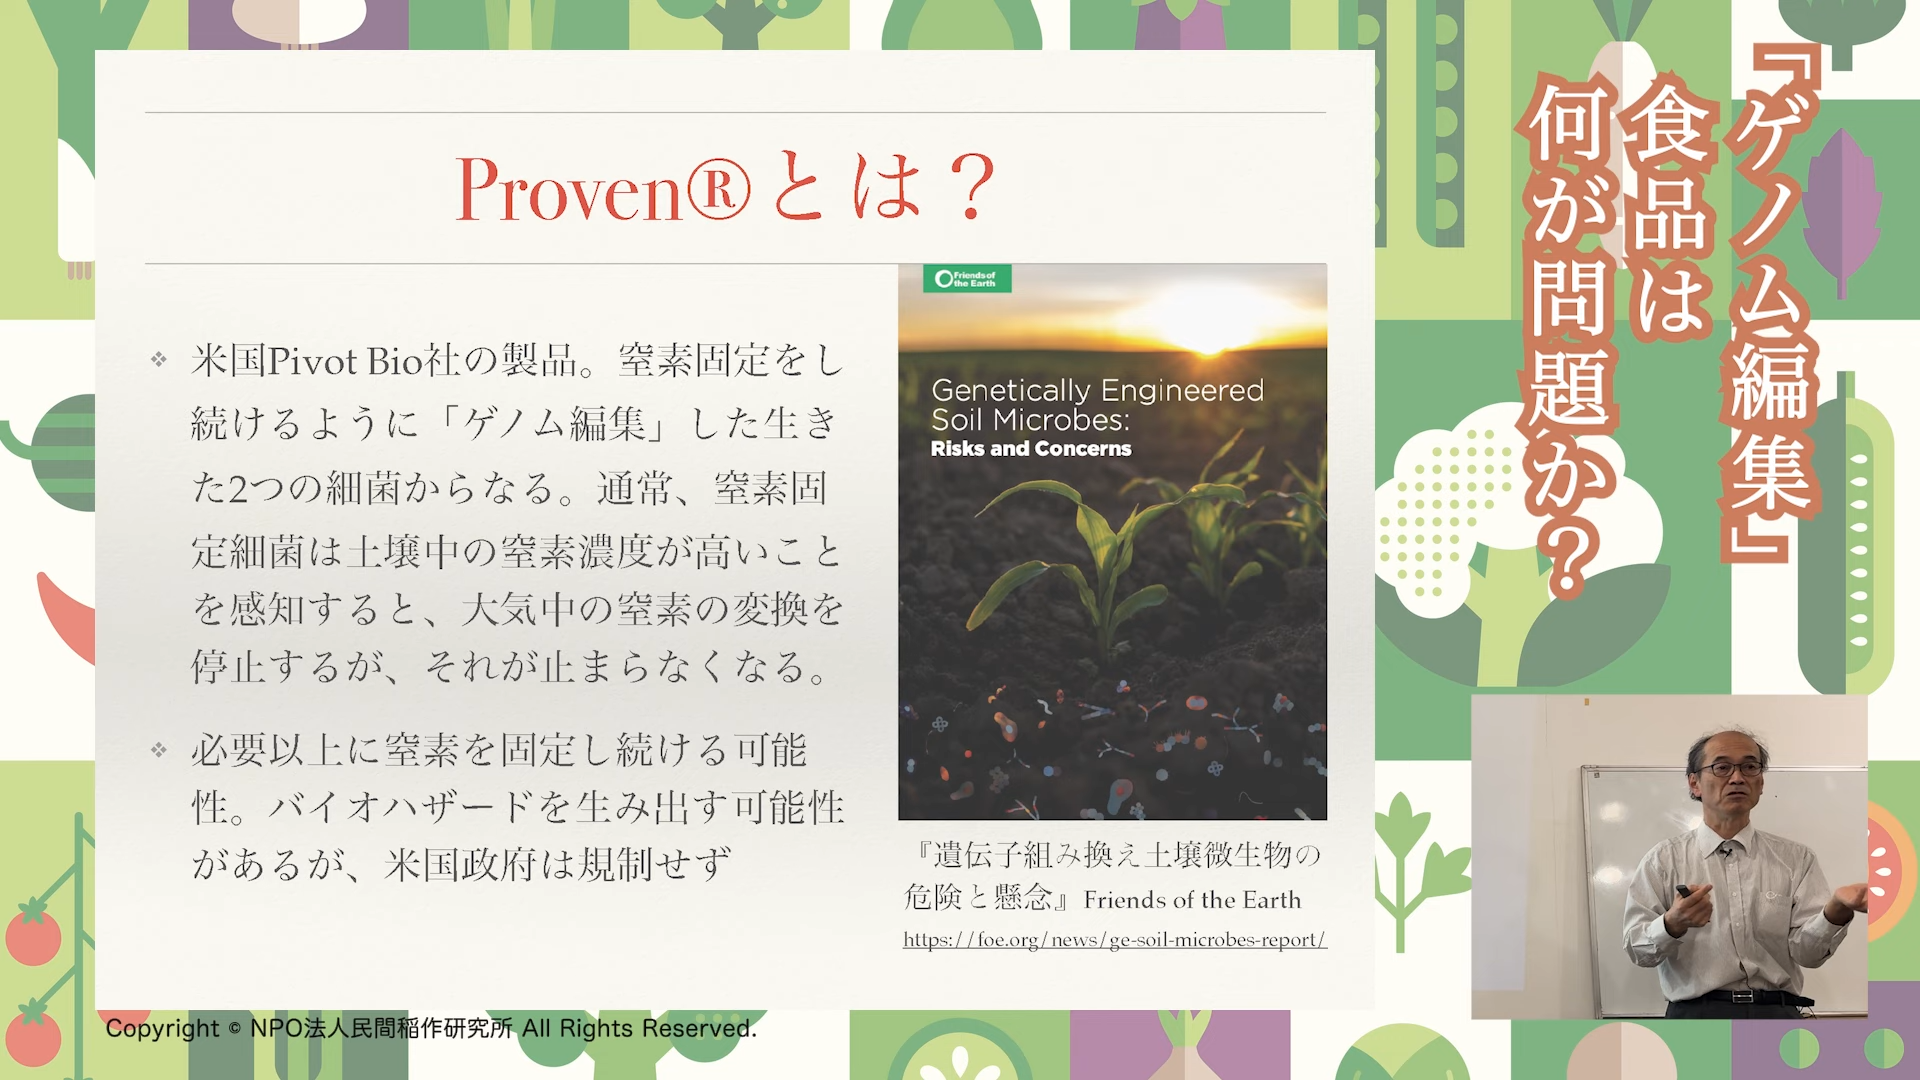 Proven®とは？
米国Pivot Bio社の製品。窒素固定をし
続けるように「ゲノム編集」した生き
た2つの細菌からなる。通常、窒素固
定細菌は土壌中の窒素濃度が高いこと
を感知すると、大気中の窒素の変換を
停止するが、それが止まらなくなる。
必要以上に窒素を固定し続ける可能
性。バイオハザードを生み出す可能性
があるが、米国政府は規制せず
Friends of
the Earth
Genetically Engineered
Soil Microbes:
Risks and Concerns
『遺伝子組み換え土壌微生物の
危険と懸念』Friends of the Earth
https://foe.org/news/ge-soil-microbes-report/
『ゲノム編集』
食品は
何が問題か？
Copyright © NPO法人民間稲作研究所 All Rights Reserved.